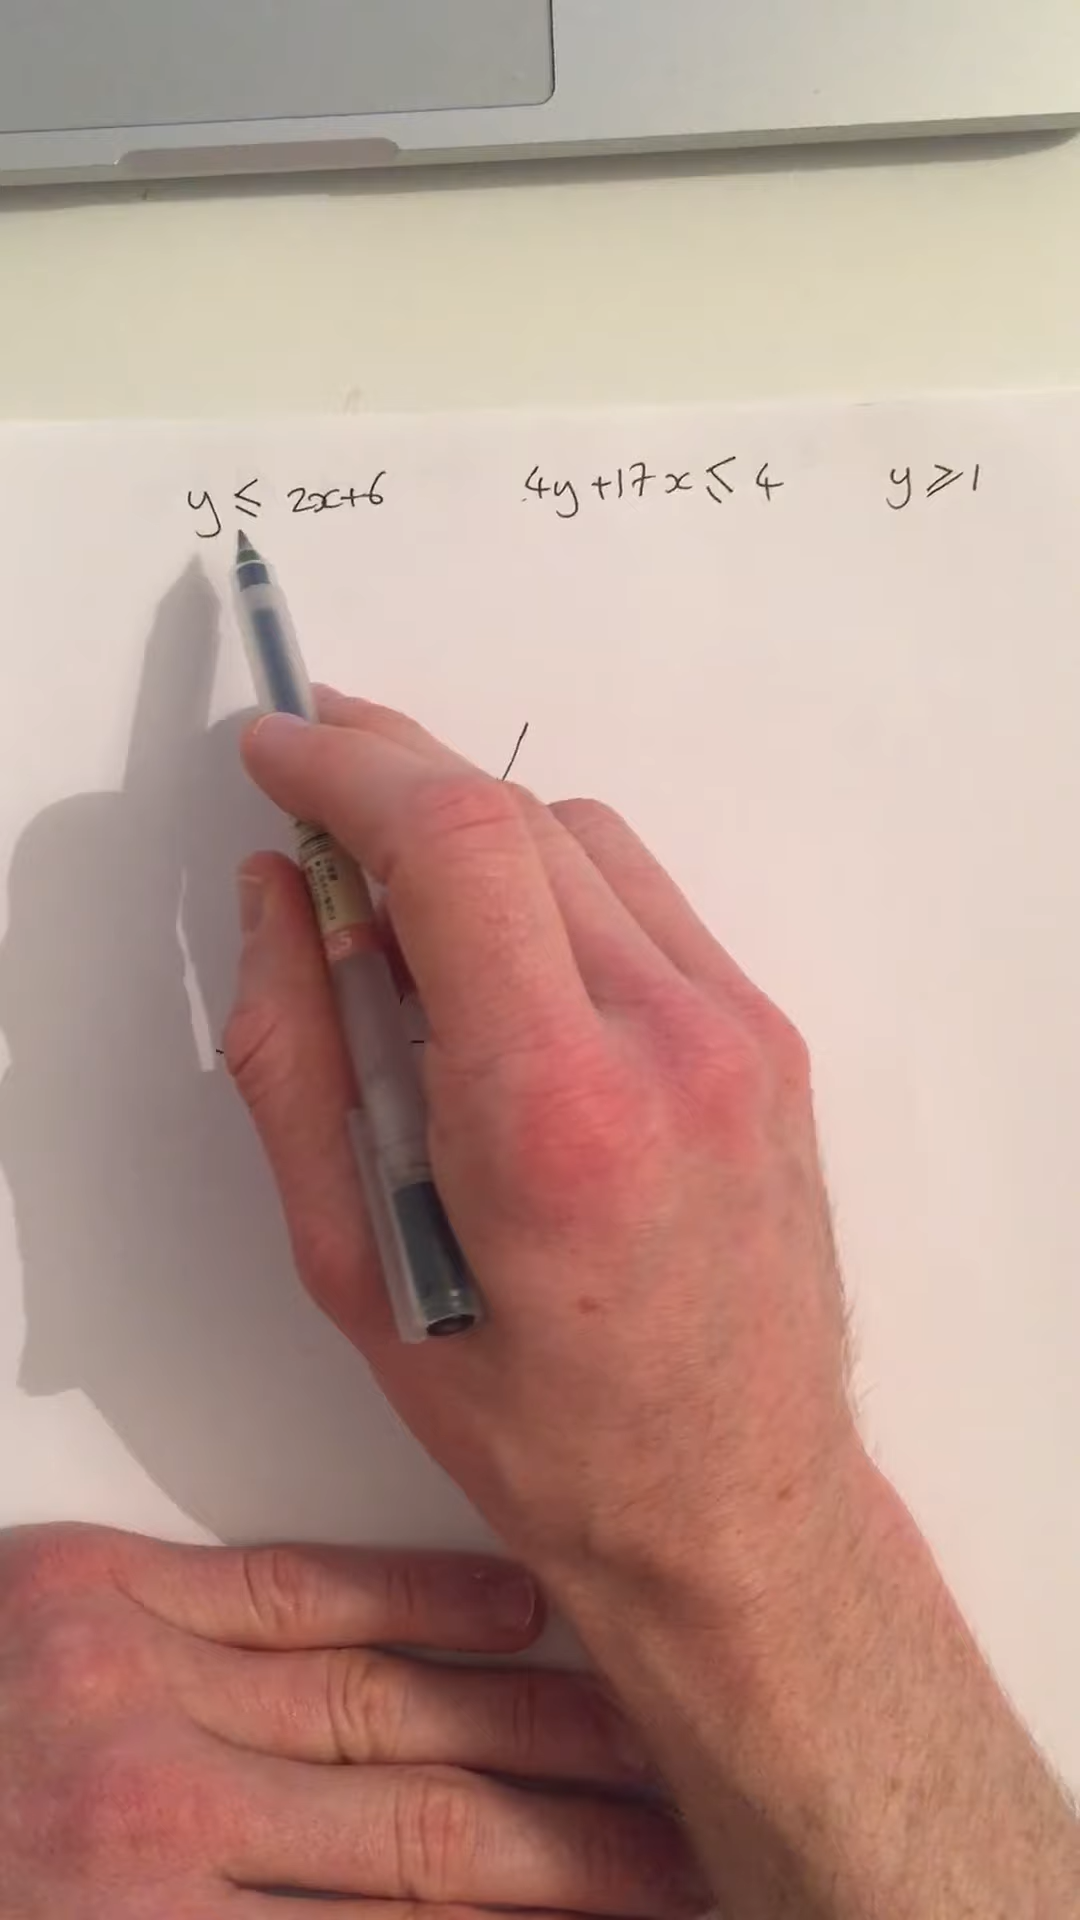 y ⩽ 2x+6 4y+17x ⩽ 4 y ⩾ 1